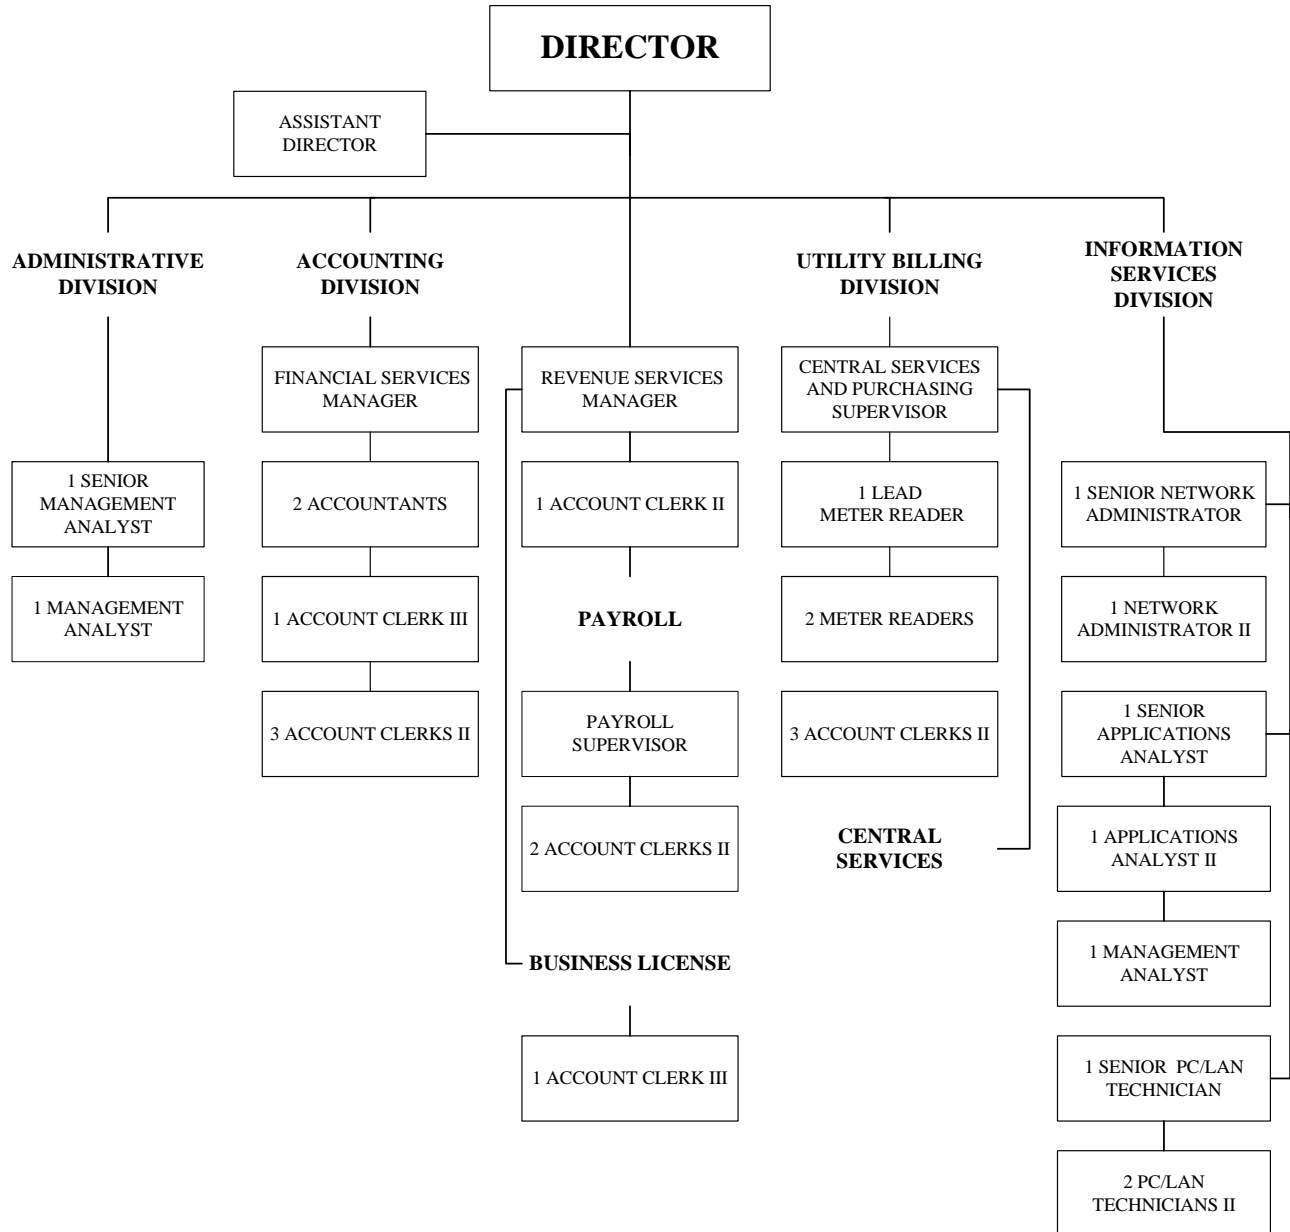 DIRECTOR
ASSISTANT
DIRECTOR
ADMINISTRATIVE
DIVISION
1 SENIOR
MANAGEMENT
ANALYST
1 MANAGEMENT
ANALYST
ACCOUNTING
DIVISION
FINANCIAL SERVICES
MANAGER
2 ACCOUNTANTS
1 ACCOUNT CLERK III
3 ACCOUNT CLERKS II
REVENUE SERVICES
MANAGER
1 ACCOUNT CLERK II
PAYROLL
PAYROLL
SUPERVISOR
2 ACCOUNT CLERKS II
BUSINESS LICENSE
1 ACCOUNT CLERK III
UTILITY BILLING
DIVISION
CENTRAL SERVICES
AND PURCHASING
SUPERVISOR
1 LEAD
METER READER
2 METER READERS
3 ACCOUNT CLERKS II
CENTRAL
SERVICES
INFORMATION
SERVICES
DIVISION
1 SENIOR NETWORK
ADMINISTRATOR
1 NETWORK
ADMINISTRATOR II
1 SENIOR
APPLICATIONS
ANALYST
1 APPLICATIONS
ANALYST II
1 MANAGEMENT
ANALYST
1 SENIOR PC/LAN
TECHNICIAN
2 PC/LAN
TECHNICIANS II